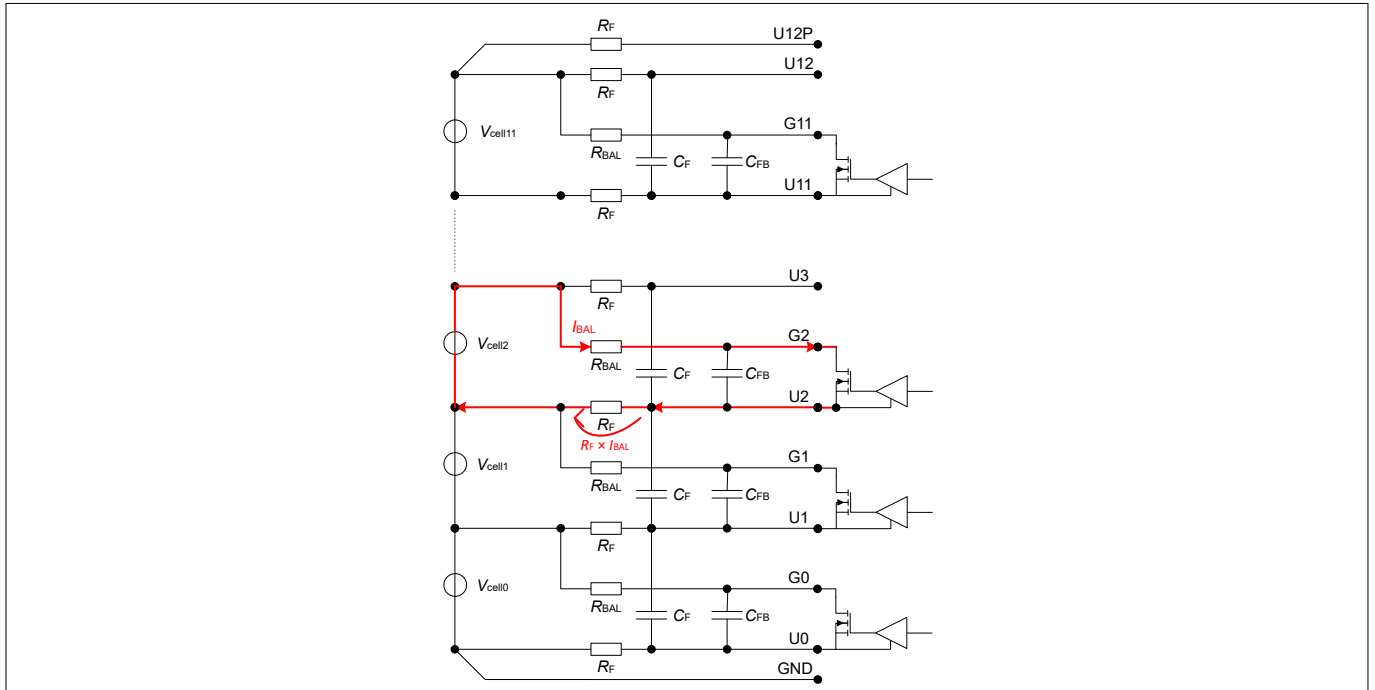 RF
U12P
U12
RF
G11
Vcell11
RBAL
CF
CFB
U11
RF
U3
RF
IBAL
G2
Vcell2
RBAL
CF
CFB
U2
RF
RF × IBAL
G1
Vcell1
RBAL
CF
CFB
U1
RF
G0
Vcell0
RBAL
CF
CFB
U0
RF
GND